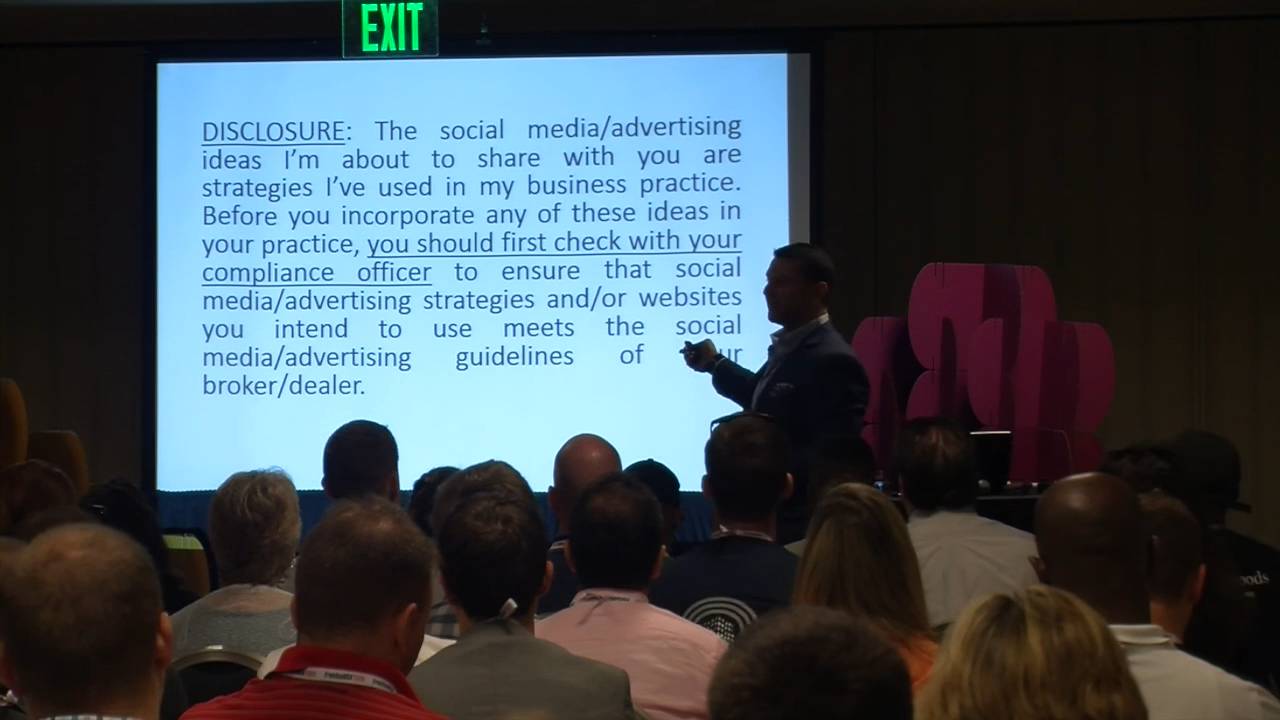 EXIT
DISCLOSURE: The social media/advertising
ideas I'm about to share with you are
strategies I've used in my business practice.
Before you incorporate any of these ideas in
your practice, you should first check with your
compliance officer to ensure that social
media/advertising strategies and/or websites
you intend to use meets the social
media/advertising guidelines of ur
broker/dealer.
oods